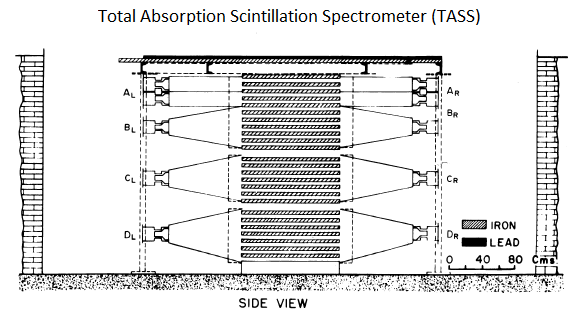 Total Absorption Scintillation Spectrometer (TASS)
AL AR
BL BR
CL CR
DL DR
IRON
LEAD
0 40 80 Cms
SIDE VIEW